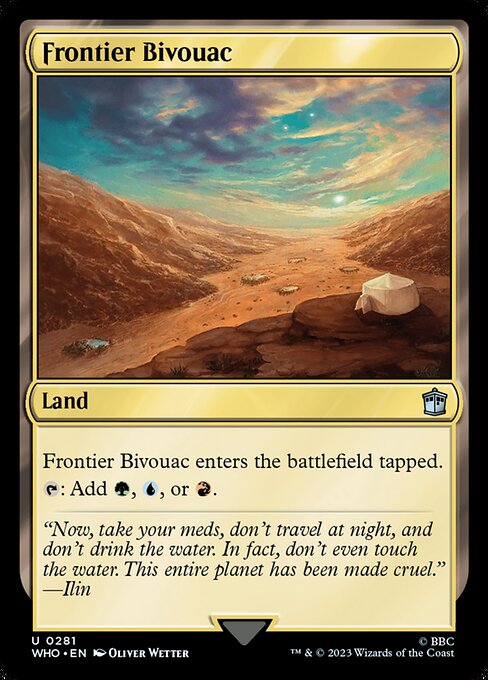 Frontier Bivouac
Land
Frontier Bivouac enters the battlefield tapped.
: Add , , or .
“Now, take your meds, don’t travel at night, and
don’t drink the water. In fact, don’t even touch
the water. This entire planet has been made cruel.”
—Ilin
U 0281
WHO • EN Oliver Wetter
© BBC
™ & © 2023 Wizards of the Coast